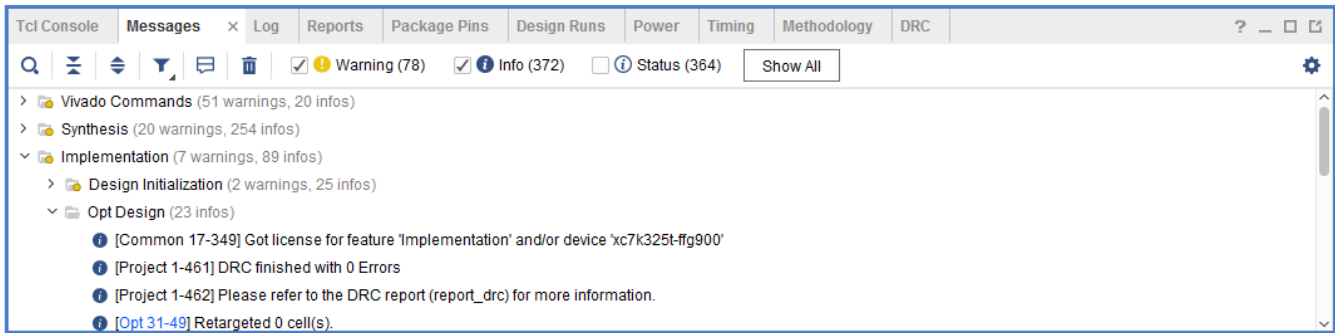 Tcl Console Messages × Log Reports Package Pins Design Runs Power Timing Methodology DRC ?
Warning (78) Info (372) Status (364) Show All
Vivado Commands (51 warnings, 20 infos)
Synthesis (20 warnings, 254 infos)
Implementation (7 warnings, 89 infos)
Design Initialization (2 warnings, 25 infos)
Opt Design (23 infos)
[Common 17-349] Got license for feature 'Implementation' and/or device 'xc7k325t-ffg900'
[Project 1-461] DRC finished with 0 Errors
[Project 1-462] Please refer to the DRC report (report_drc) for more information.
[Opt 31-49] Retargeted 0 cell(s).